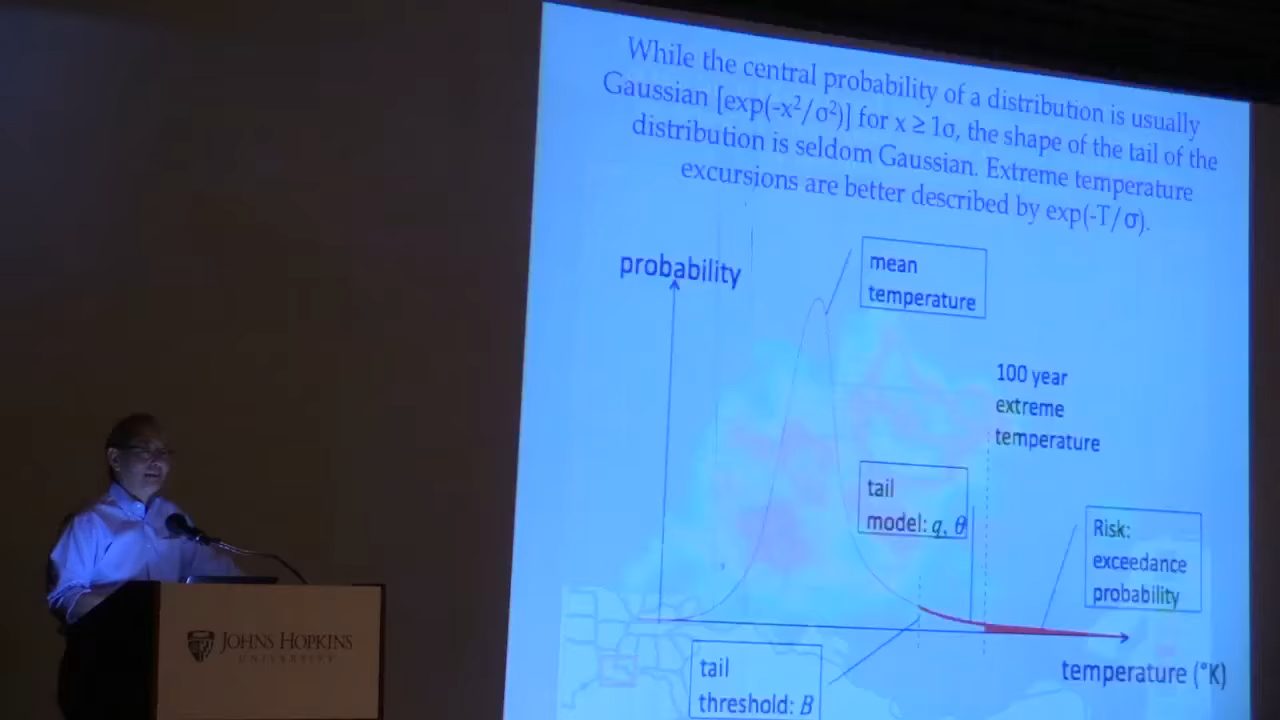 While the central probability of a distribution is usually
Gaussian [exp(-x²/σ²)] for x ≥ 1σ, the shape of the tail of the
distribution is seldom Gaussian. Extreme temperature
excursions are better described by exp(-T/σ).
probability
mean
temperature
100 year
extreme
temperature
tail
model: q, θ
Risk:
exceedance
probability
tail
threshold: B
temperature (°K)
JOHNS HOPKINS
UNIVERSITY